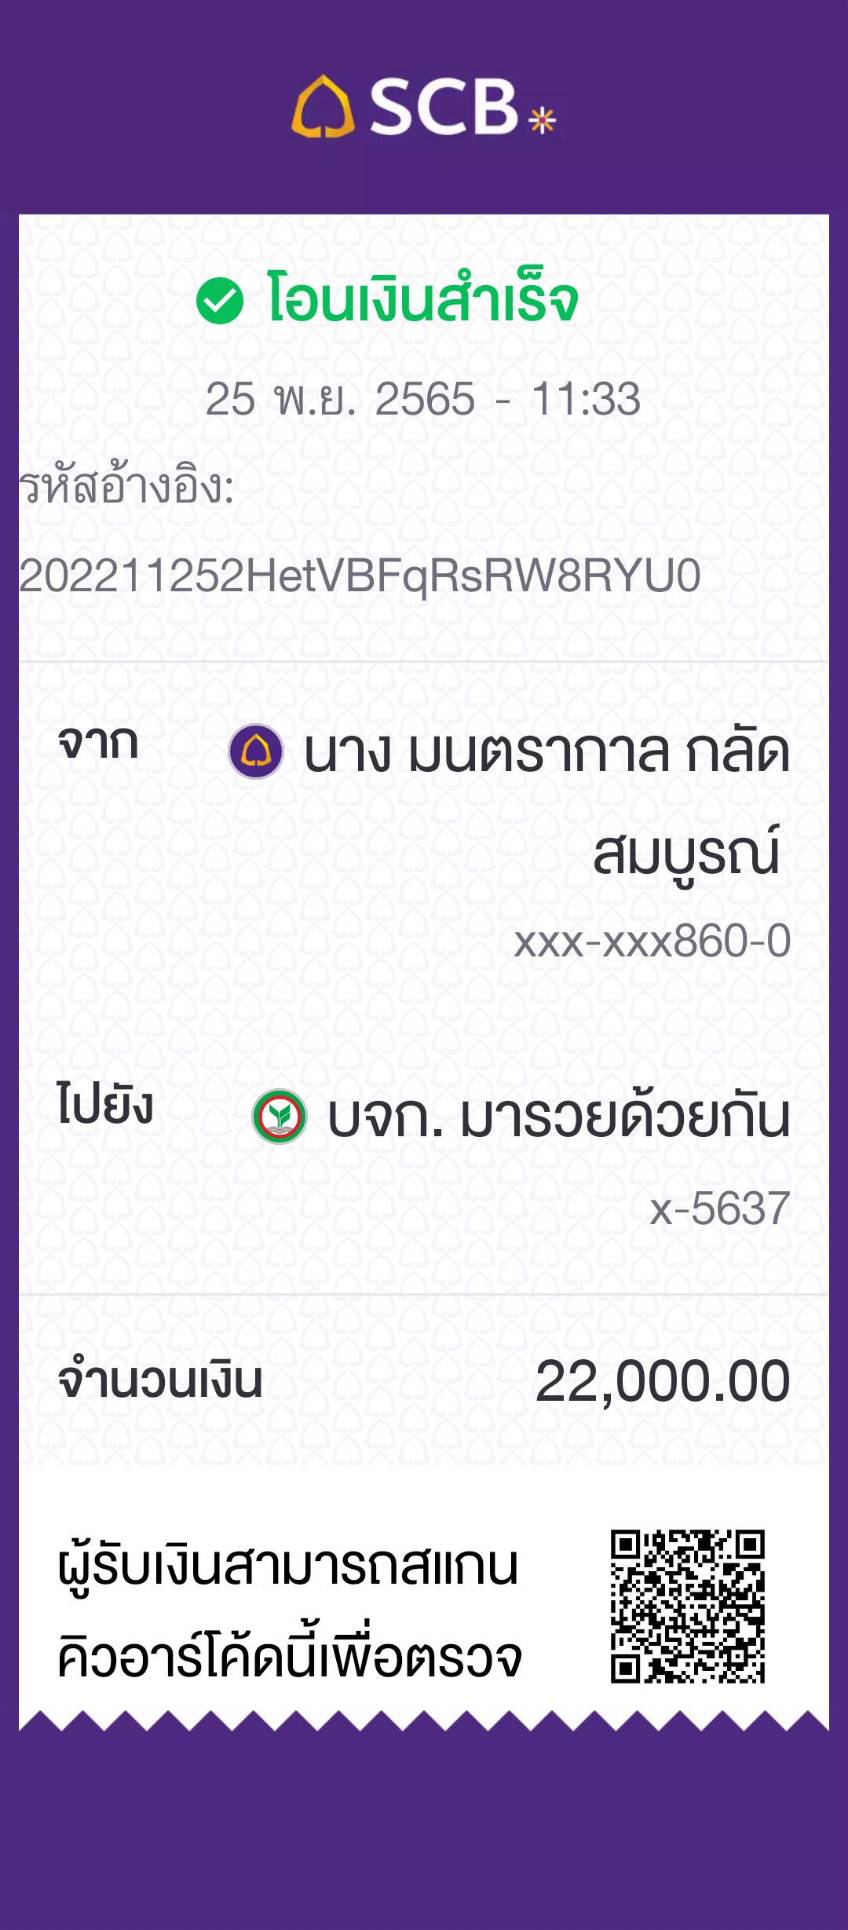 SCB
โอนเงินสำเร็จ
25 พ.ย. 2565 - 11:33
รหัสอ้างอิง:
202211252HetVBFqRsRW8RYU0
จาก นาง มนตรากาล กลัด
สมบูรณ์
xxx-xxx860-0
ไปยัง บจก. มารวยด้วยกัน
x-5637
จำนวนเงิน 22,000.00
ผู้รับเงินสามารถสแกน
คิวอาร์โค้ดนี้เพื่อตรวจ